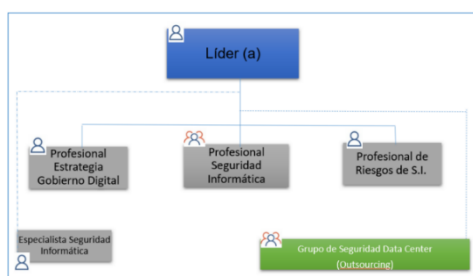 Líder (a)
Profesional
Estrategia
Gobierno Digital
Profesional
Seguridad
Informática
Profesional de
Riesgos de S.I.
Especialista Seguridad
Informática
Grupo de Seguridad Data Center
(Outsourcing)